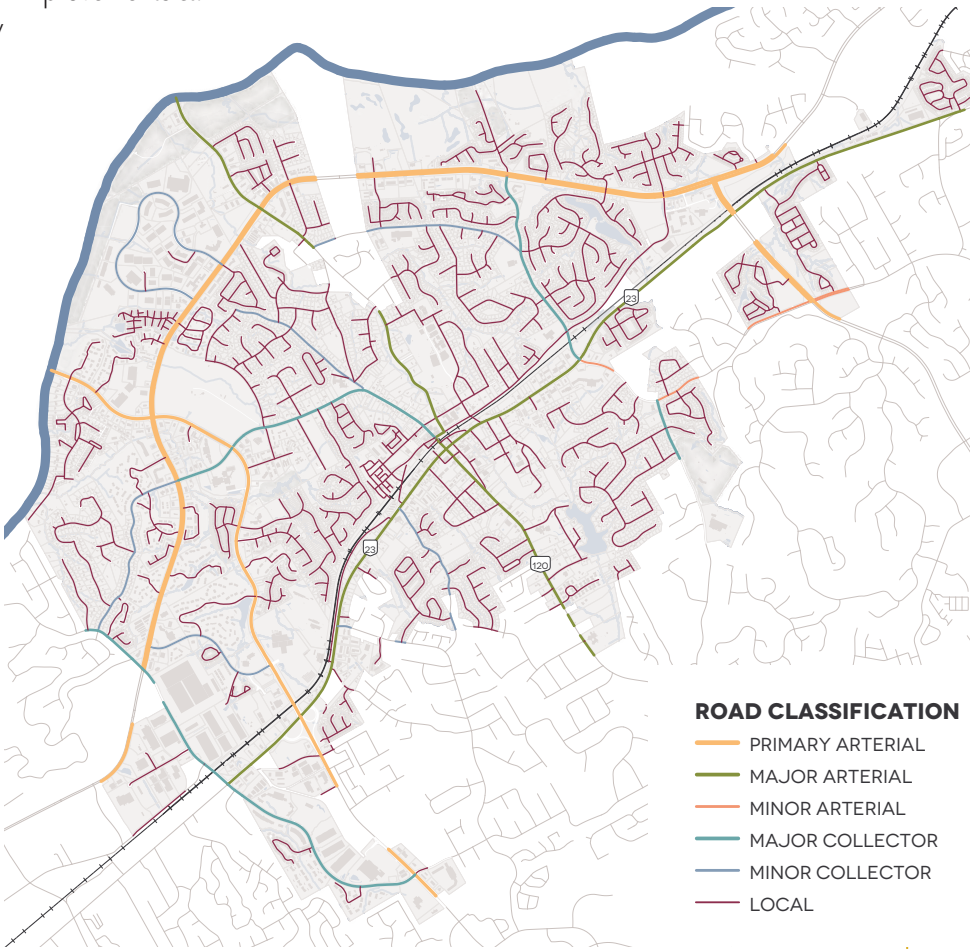 23
23
120
ROAD CLASSIFICATION
PRIMARY ARTERIAL
MAJOR ARTERIAL
MINOR ARTERIAL
MAJOR COLLECTOR
MINOR COLLECTOR
LOCAL